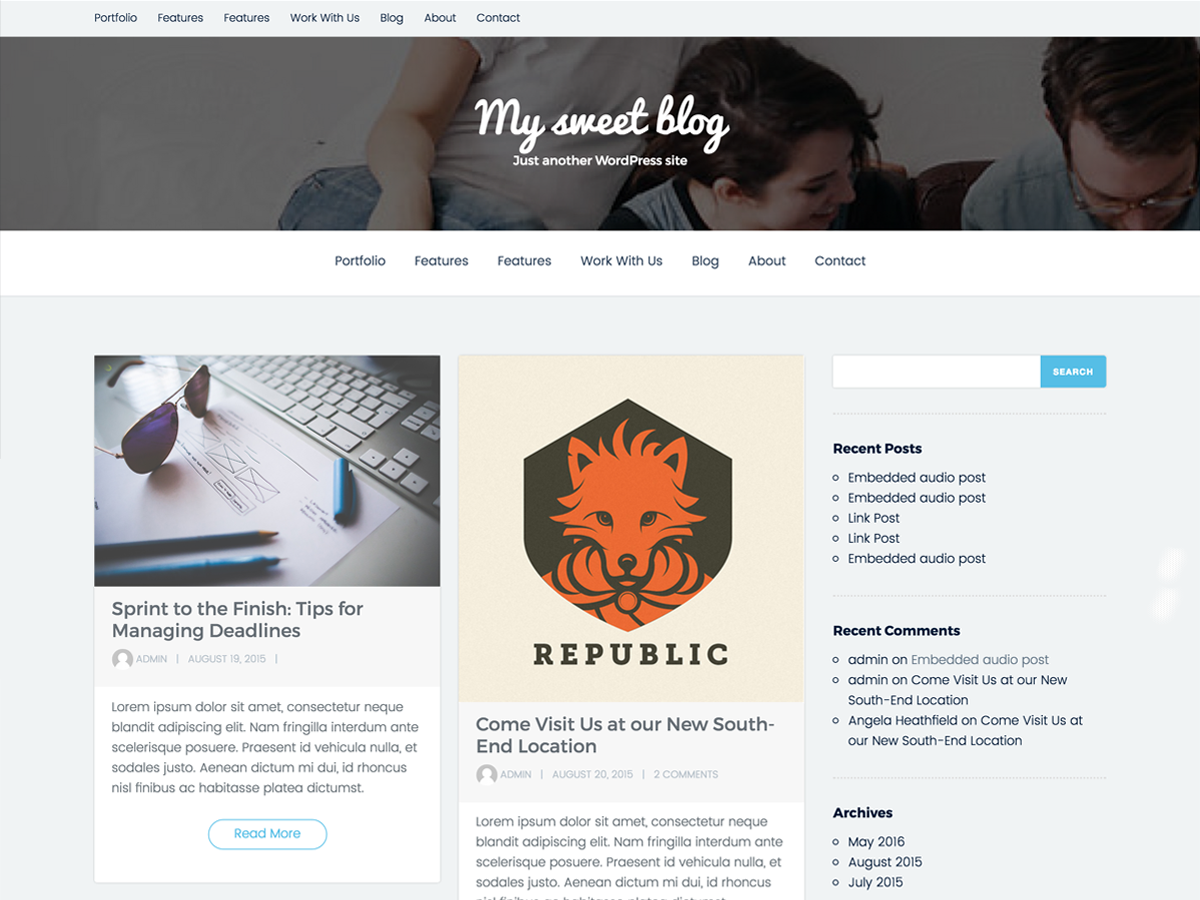 Portfolio Features Features Work With Us Blog About Contact
My sweet blog
Just another WordPress site
Portfolio Features Features Work With Us Blog About Contact
Sprint to the Finish: Tips for
Managing Deadlines
ADMIN | AUGUST 19, 2015 |
Lorem ipsum dolor sit amet, consectetur neque
blandit adipiscing elit. Nam fringilla interdum ante
scelerisque posuere. Praesent id vehicula nulla, et
sodales justo. Aenean dictum mi dui, id rhoncus
nisl finibus ac habitasse platea dictumst.
Read More
REPUBLIC
Come Visit Us at our New South-
End Location
ADMIN | AUGUST 20, 2015 | 2 COMMENTS
Lorem ipsum dolor sit amet, consectetur neque
blandit adipiscing elit. Nam fringilla interdum ante
scelerisque posuere. Praesent id vehicula nulla, et
sodales justo. Aenean dictum mi dui, id rhoncus
nisl finibus ac habitasse platea dictumst.
SEARCH
Recent Posts
Embedded audio post
Embedded audio post
Link Post
Link Post
Embedded audio post
Recent Comments
admin on Embedded audio post
admin on Come Visit Us at our New
South-End Location
Angela Heathfield on Come Visit Us at
our New South-End Location
Archives
May 2016
August 2015
July 2015